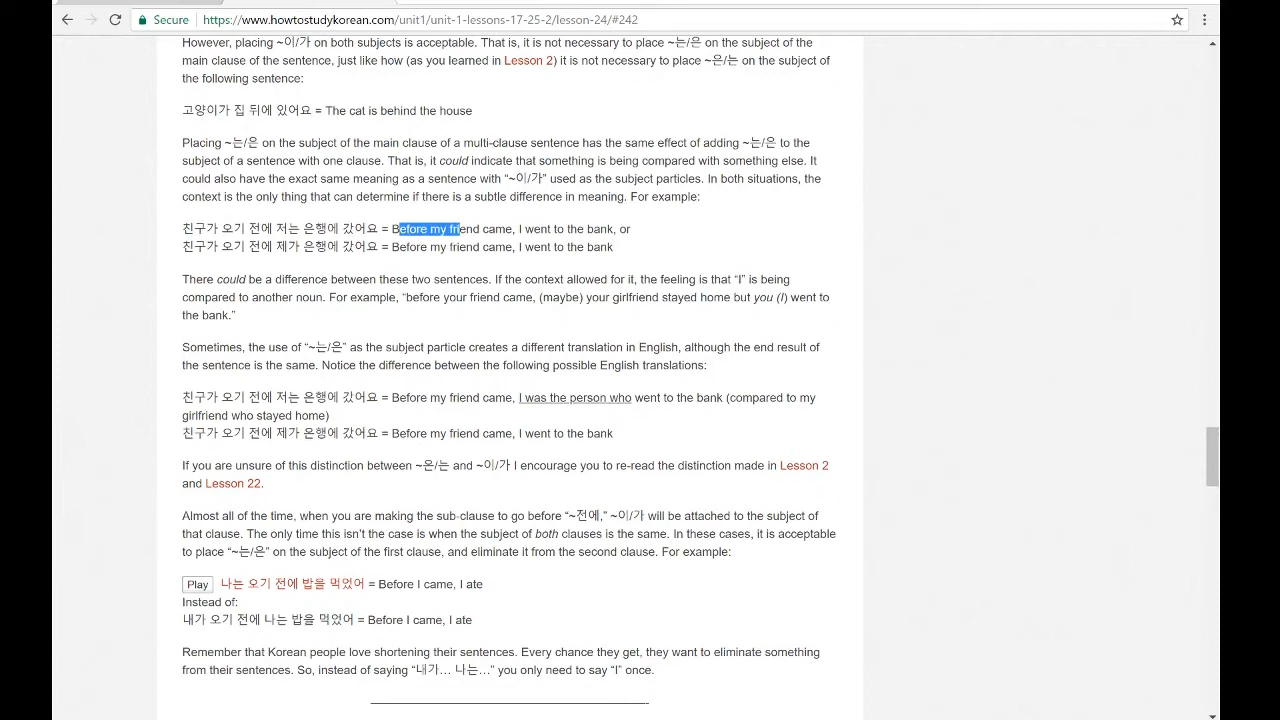 Secure
https://www.howtostudykorean.com/unit1/unit-1-lessons-17-25-2/lesson-24/#242
However, placing ~이/가 on both subjects is acceptable. That is, it is not necessary to place ~는/은 on the subject of the
main clause of the sentence, just like how (as you learned in Lesson 2) it is not necessary to place ~은/는 on the subject of
the following sentence:
고양이가 집 뒤에 있어요 = The cat is behind the house
Placing ~는/은 on the subject of the main clause of a multi-clause sentence has the same effect of adding ~는/은 to the
subject of a sentence with one clause. That is, it could indicate that something is being compared with something else. It
could also have the exact same meaning as a sentence with “~이/가” used as the subject particles. In both situations, the
context is the only thing that can determine if there is a subtle difference in meaning. For example:
친구가 오기 전에 저는 은행에 갔어요 = Before my friend came, I went to the bank, or
친구가 오기 전에 제가 은행에 갔어요 = Before my friend came, I went to the bank
There could be a difference between these two sentences. If the context allowed for it, the feeling is that “I” is being
compared to another noun. For example, “before your friend came, (maybe) your girlfriend stayed home but you (I) went to
the bank.”
Sometimes, the use of “~는/은” as the subject particle creates a different translation in English, although the end result of
the sentence is the same. Notice the difference between the following possible English translations:
친구가 오기 전에 저는 은행에 갔어요 = Before my friend came, I was the person who went to the bank (compared to my
girlfriend who stayed home)
친구가 오기 전에 제가 은행에 갔어요 = Before my friend came, I went to the bank
If you are unsure of this distinction between ~은/는 and ~이/가 I encourage you to re-read the distinction made in Lesson 2
and Lesson 22.
Almost all of the time, when you are making the sub-clause to go before “~전에,” ~이/가 will be attached to the subject of
that clause. The only time this isn’t the case is when the subject of both clauses is the same. In these cases, it is acceptable
to place “~는/은” on the subject of the first clause, and eliminate it from the second clause. For example:
Play 나는 오기 전에 밥을 먹었어 = Before I came, I ate
Instead of:
내가 오기 전에 나는 밥을 먹었어 = Before I came, I ate
Remember that Korean people love shortening their sentences. Every chance they get, they want to eliminate something
from their sentences. So, instead of saying “내가… 나는…” you only need to say “I” once.